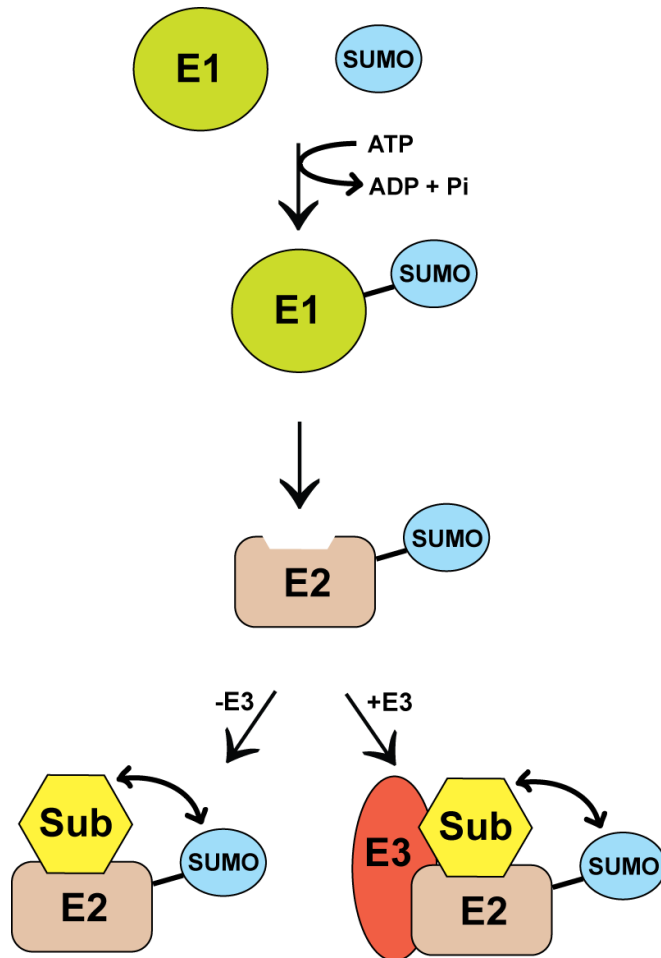 E1
SUMO
ATP
ADP + Pi
E1
SUMO
E2
SUMO
-E3
+E3
Sub
SUMO
E2
E3
Sub
SUMO
E2